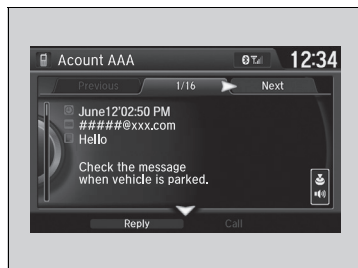 Acount AAA 12:34
Previous 1/16 Next
June12'02:50 PM
#####@xxx.com
Hello
Check the message
when vehicle is parked.
Reply Call